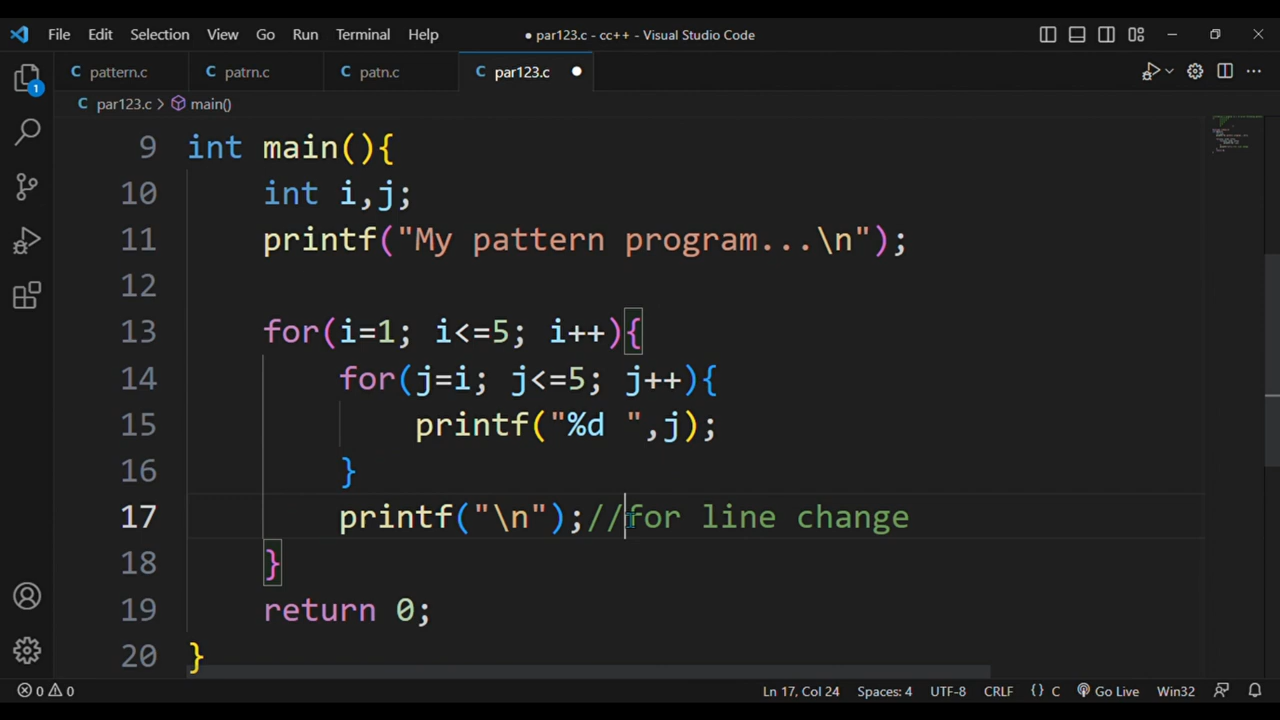 File Edit Selection View Go Run Terminal Help ● par123.c - cc++ - Visual Studio Code
C pattern.c C patrn.c C patn.c C par123.c ●
C par123.c > main()
1
9 int main(){
10 int i,j;
11 printf("My pattern program...\n");
12
13 for(i=1; i<=5; i++){
14 for(j=i; j<=5; j++){
15 printf("%d ",j);
16 }
17 printf("\n");//for line change
18 }
19 return 0;
20 }
0 0 Ln 17, Col 24 Spaces: 4 UTF-8 CRLF {} C Go Live Win32